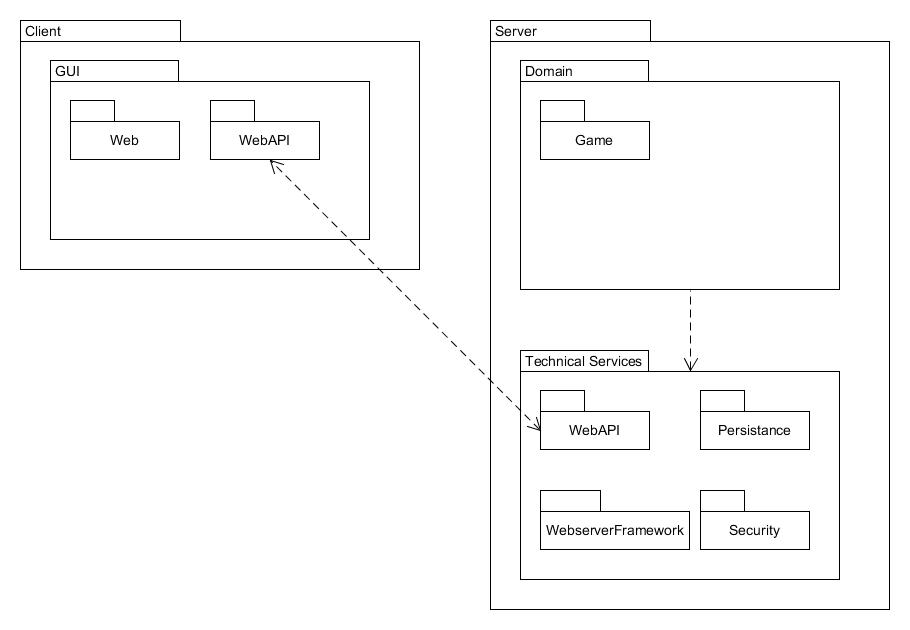 Client
GUI
Web
WebAPI
Server
Domain
Game
Technical Services
WebAPI
Persistance
WebserverFramework
Security